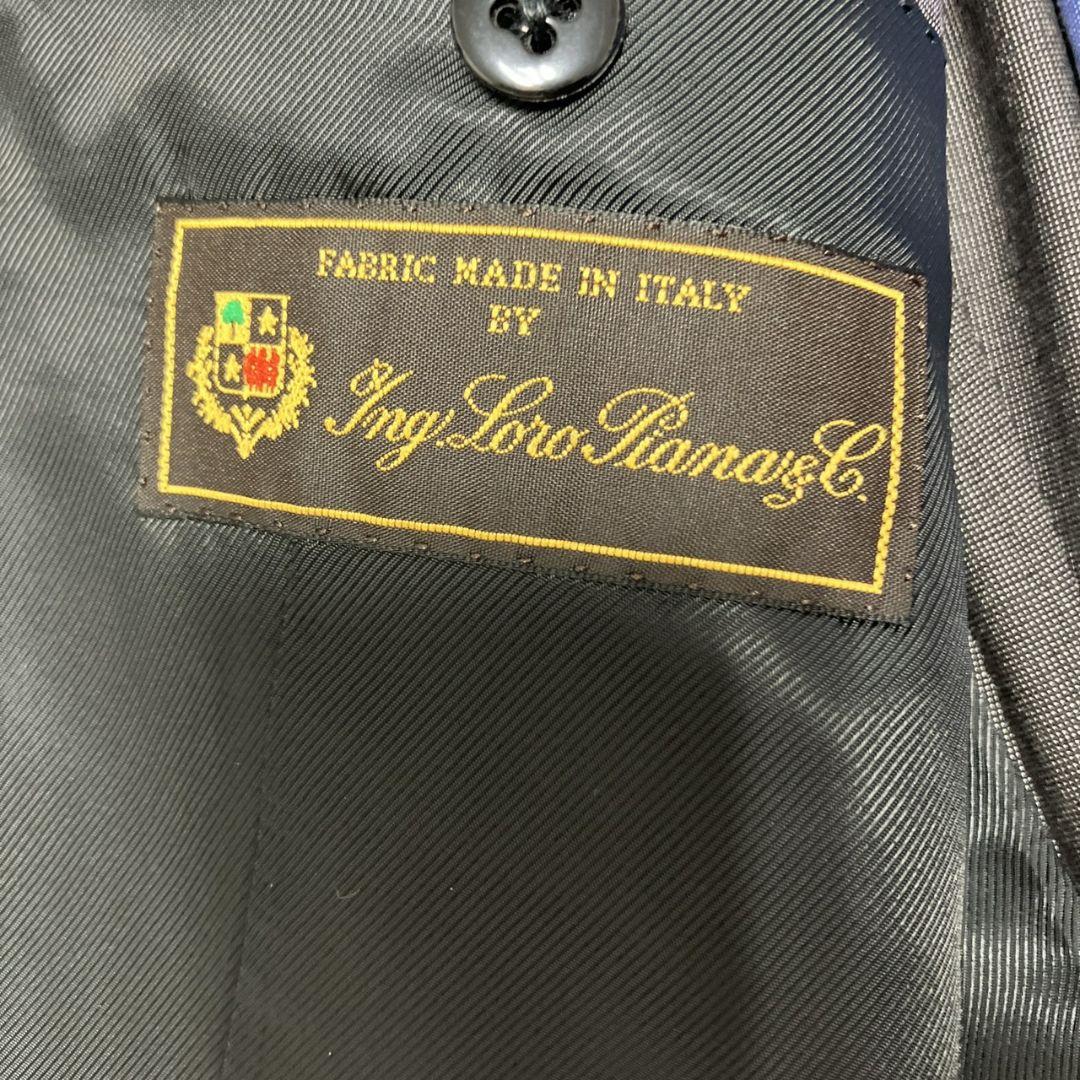 FABRIC MADE IN ITALY
BY
Ing. Loro Piana & C.